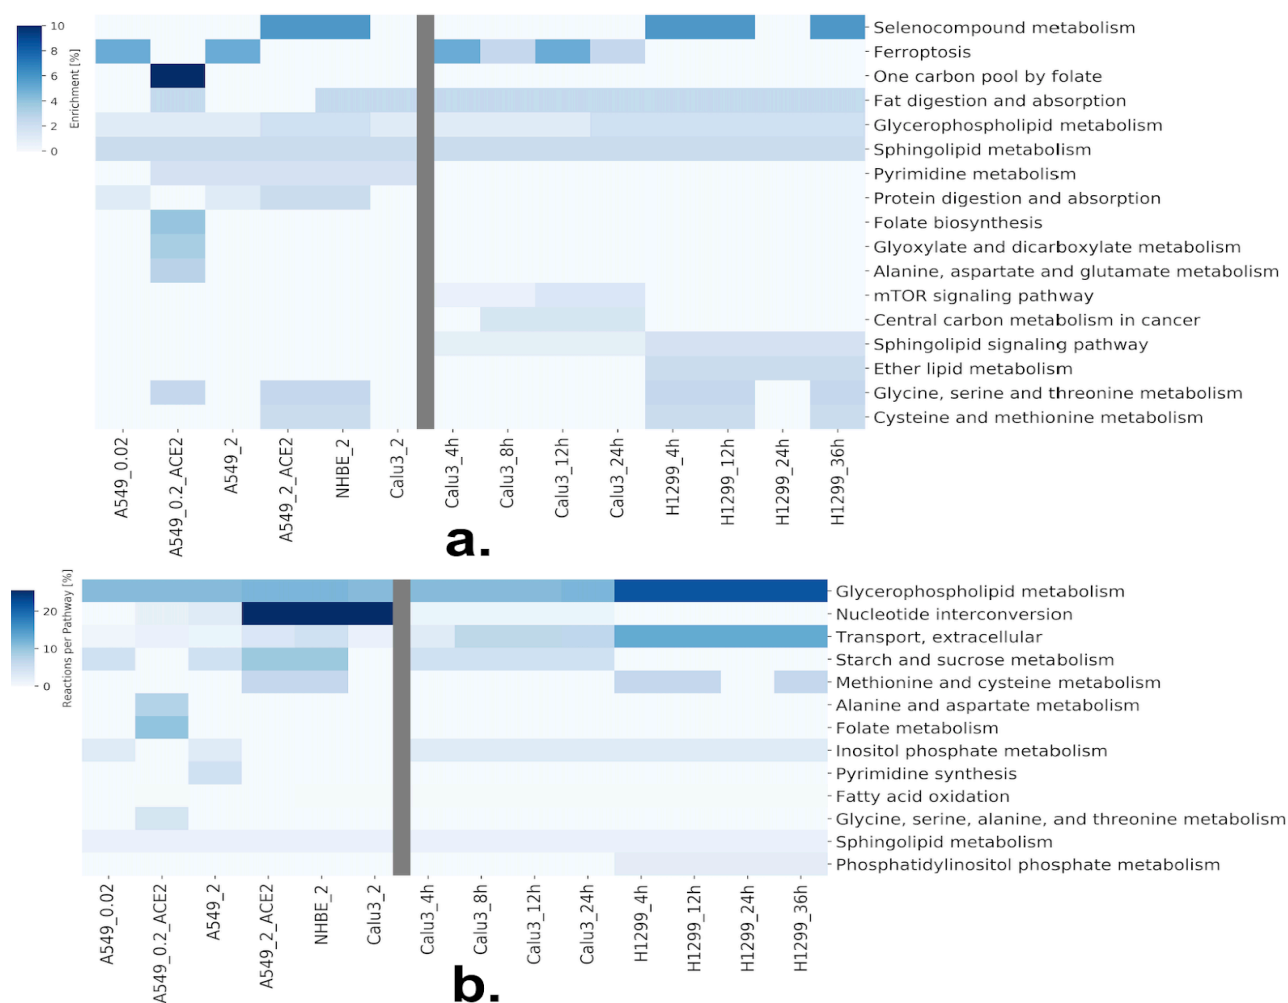 10
8
6
4
2
0
Enrichment [%]
Selenocompound metabolism
Ferroptosis
One carbon pool by folate
Fat digestion and absorption
Glycerophospholipid metabolism
Sphingolipid metabolism
Pyrimidine metabolism
Protein digestion and absorption
Folate biosynthesis
Glyoxylate and dicarboxylate metabolism
Alanine, aspartate and glutamate metabolism
mTOR signaling pathway
Central carbon metabolism in cancer
Sphingolipid signaling pathway
Ether lipid metabolism
Glycine, serine and threonine metabolism
Cysteine and methionine metabolism
A549_0.02
A549_0.2_ACE2
A549_2
A549_2_ACE2
NHBE_2
Calu3_2
Calu3_4h
Calu3_8h
Calu3_12h
Calu3_24h
H1299_4h
H1299_12h
H1299_24h
H1299_36h
a.
20
10
0
Reactions per Pathway [%]
Glycerophospholipid metabolism
Nucleotide interconversion
Transport, extracellular
Starch and sucrose metabolism
Methionine and cysteine metabolism
Alanine and aspartate metabolism
Folate metabolism
Inositol phosphate metabolism
Pyrimidine synthesis
Fatty acid oxidation
Glycine, serine, alanine, and threonine metabolism
Sphingolipid metabolism
Phosphatidylinositol phosphate metabolism
A549_0.02
A549_0.2_ACE2
A549_2
A549_2_ACE2
NHBE_2
Calu3_2
Calu3_4h
Calu3_8h
Calu3_12h
Calu3_24h
H1299_4h
H1299_12h
H1299_24h
H1299_36h
b.